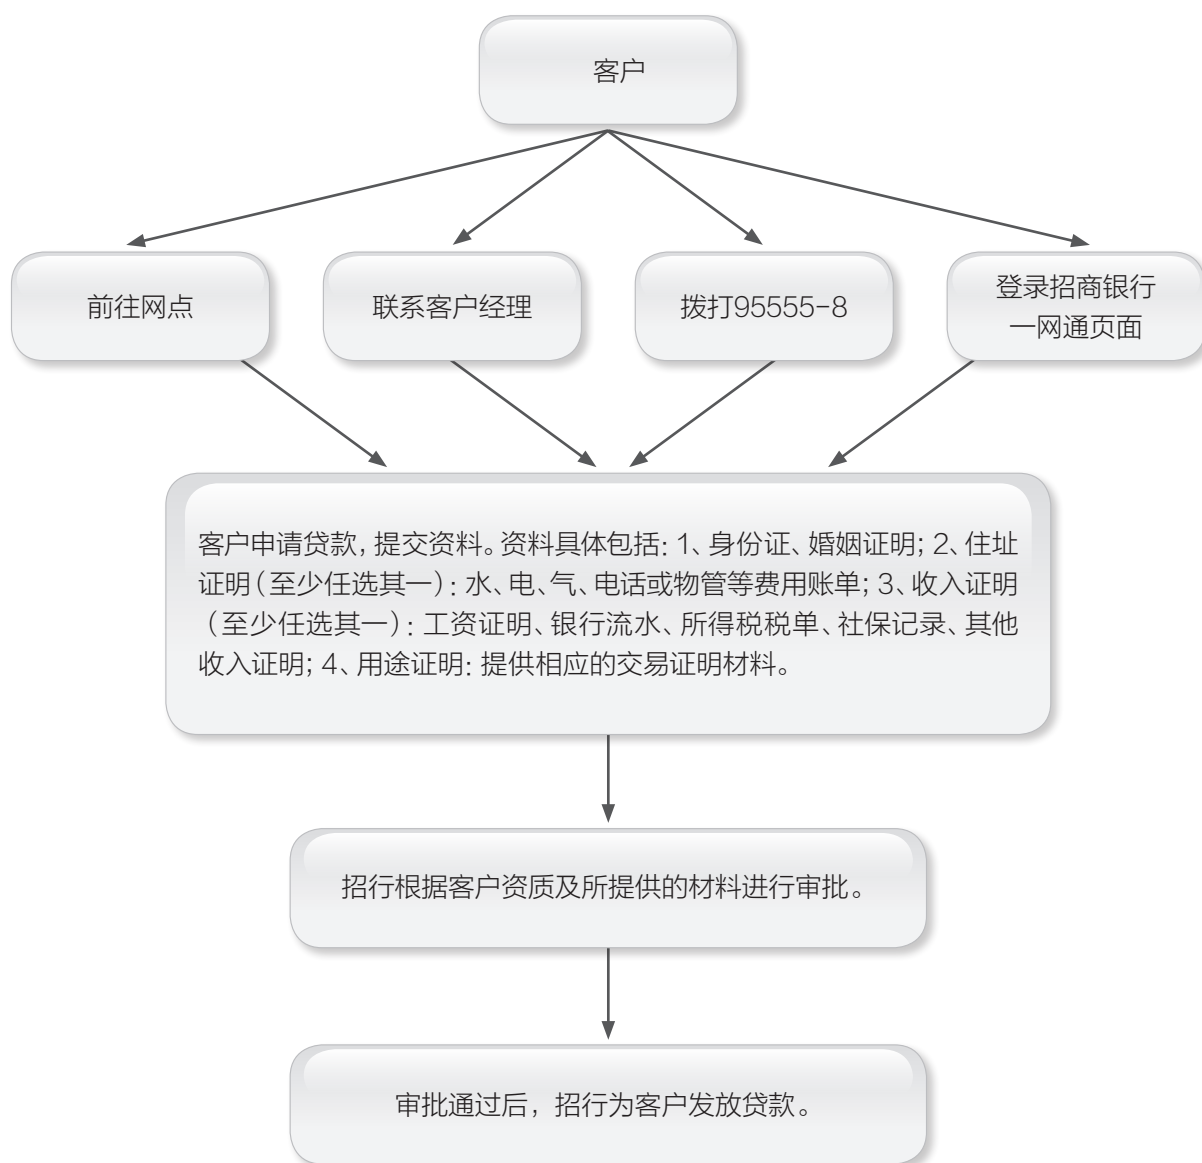 客户
前往网点
联系客户经理
拨打95555-8
登录招商银行
一网通页面
客户申请贷款，提交资料。资料具体包括：1、身份证、婚姻证明；2、住址
证明（至少任选其一）：水、电、气、电话或物管等费用账单；3、收入证明
（至少任选其一）：工资证明、银行流水、所得税税单、社保记录、其他
收入证明；4、用途证明：提供相应的交易证明材料。
招行根据客户资质及所提供的材料进行审批。
审批通过后，招行为客户发放贷款。